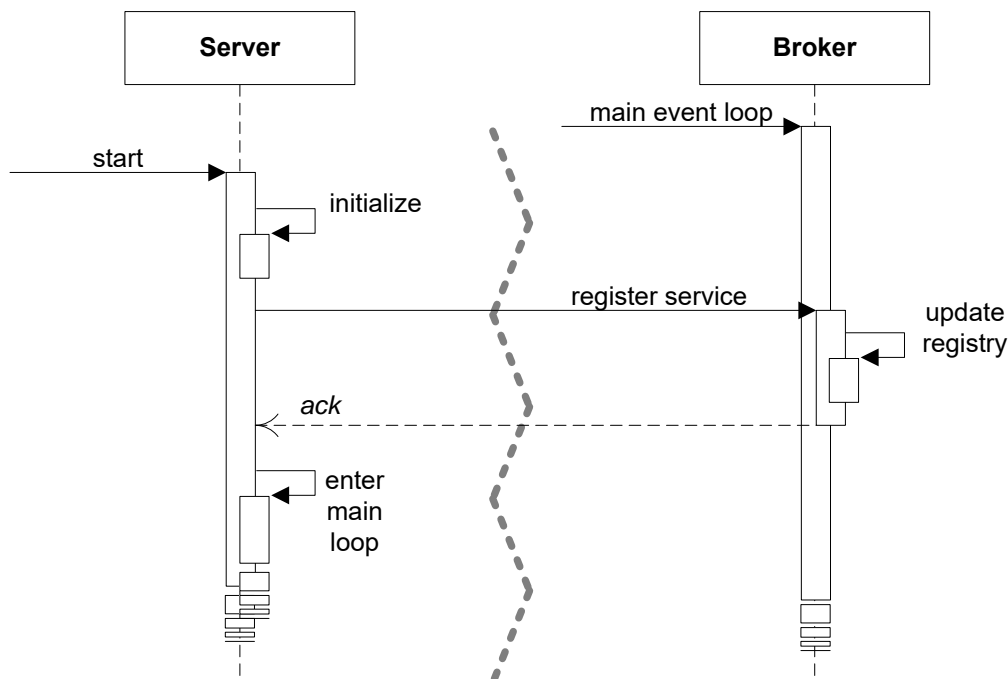 Server
Broker
main event loop
start
initialize
register service
update
registry
ack
enter
main
loop